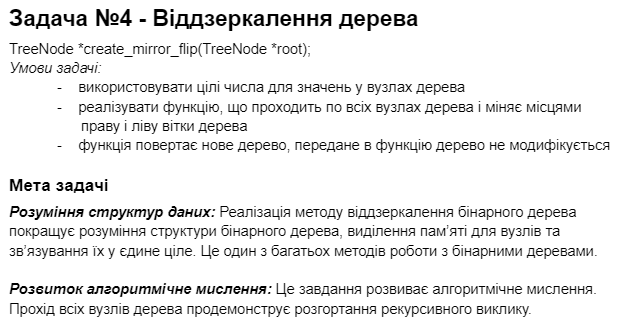 Задача №4 - Віддзеркалення дерева
TreeNode *create_mirror_flip(TreeNode *root);
Умови задачі:
- використовувати цілі числа для значень у вузлах дерева
- реалізувати функцію, що проходить по всіх вузлах дерева і міняє місцями
праву і ліву вітки дерева
- функція повертає нове дерево, передане в функцію дерево не модифікується
Мета задачі
Розуміння структур даних: Реалізація методу віддзеркалення бінарного дерева
покращує розуміння структури бінарного дерева, виділення пам'яті для вузлів та
зв'язування їх у єдине ціле. Це один з багатьох методів роботи з бінарними деревами.
Розвиток алгоритмічне мислення: Це завдання розвиває алгоритмічне мислення.
Прохід всіх вузлів дерева продемонструє розгортання рекурсивного виклику.